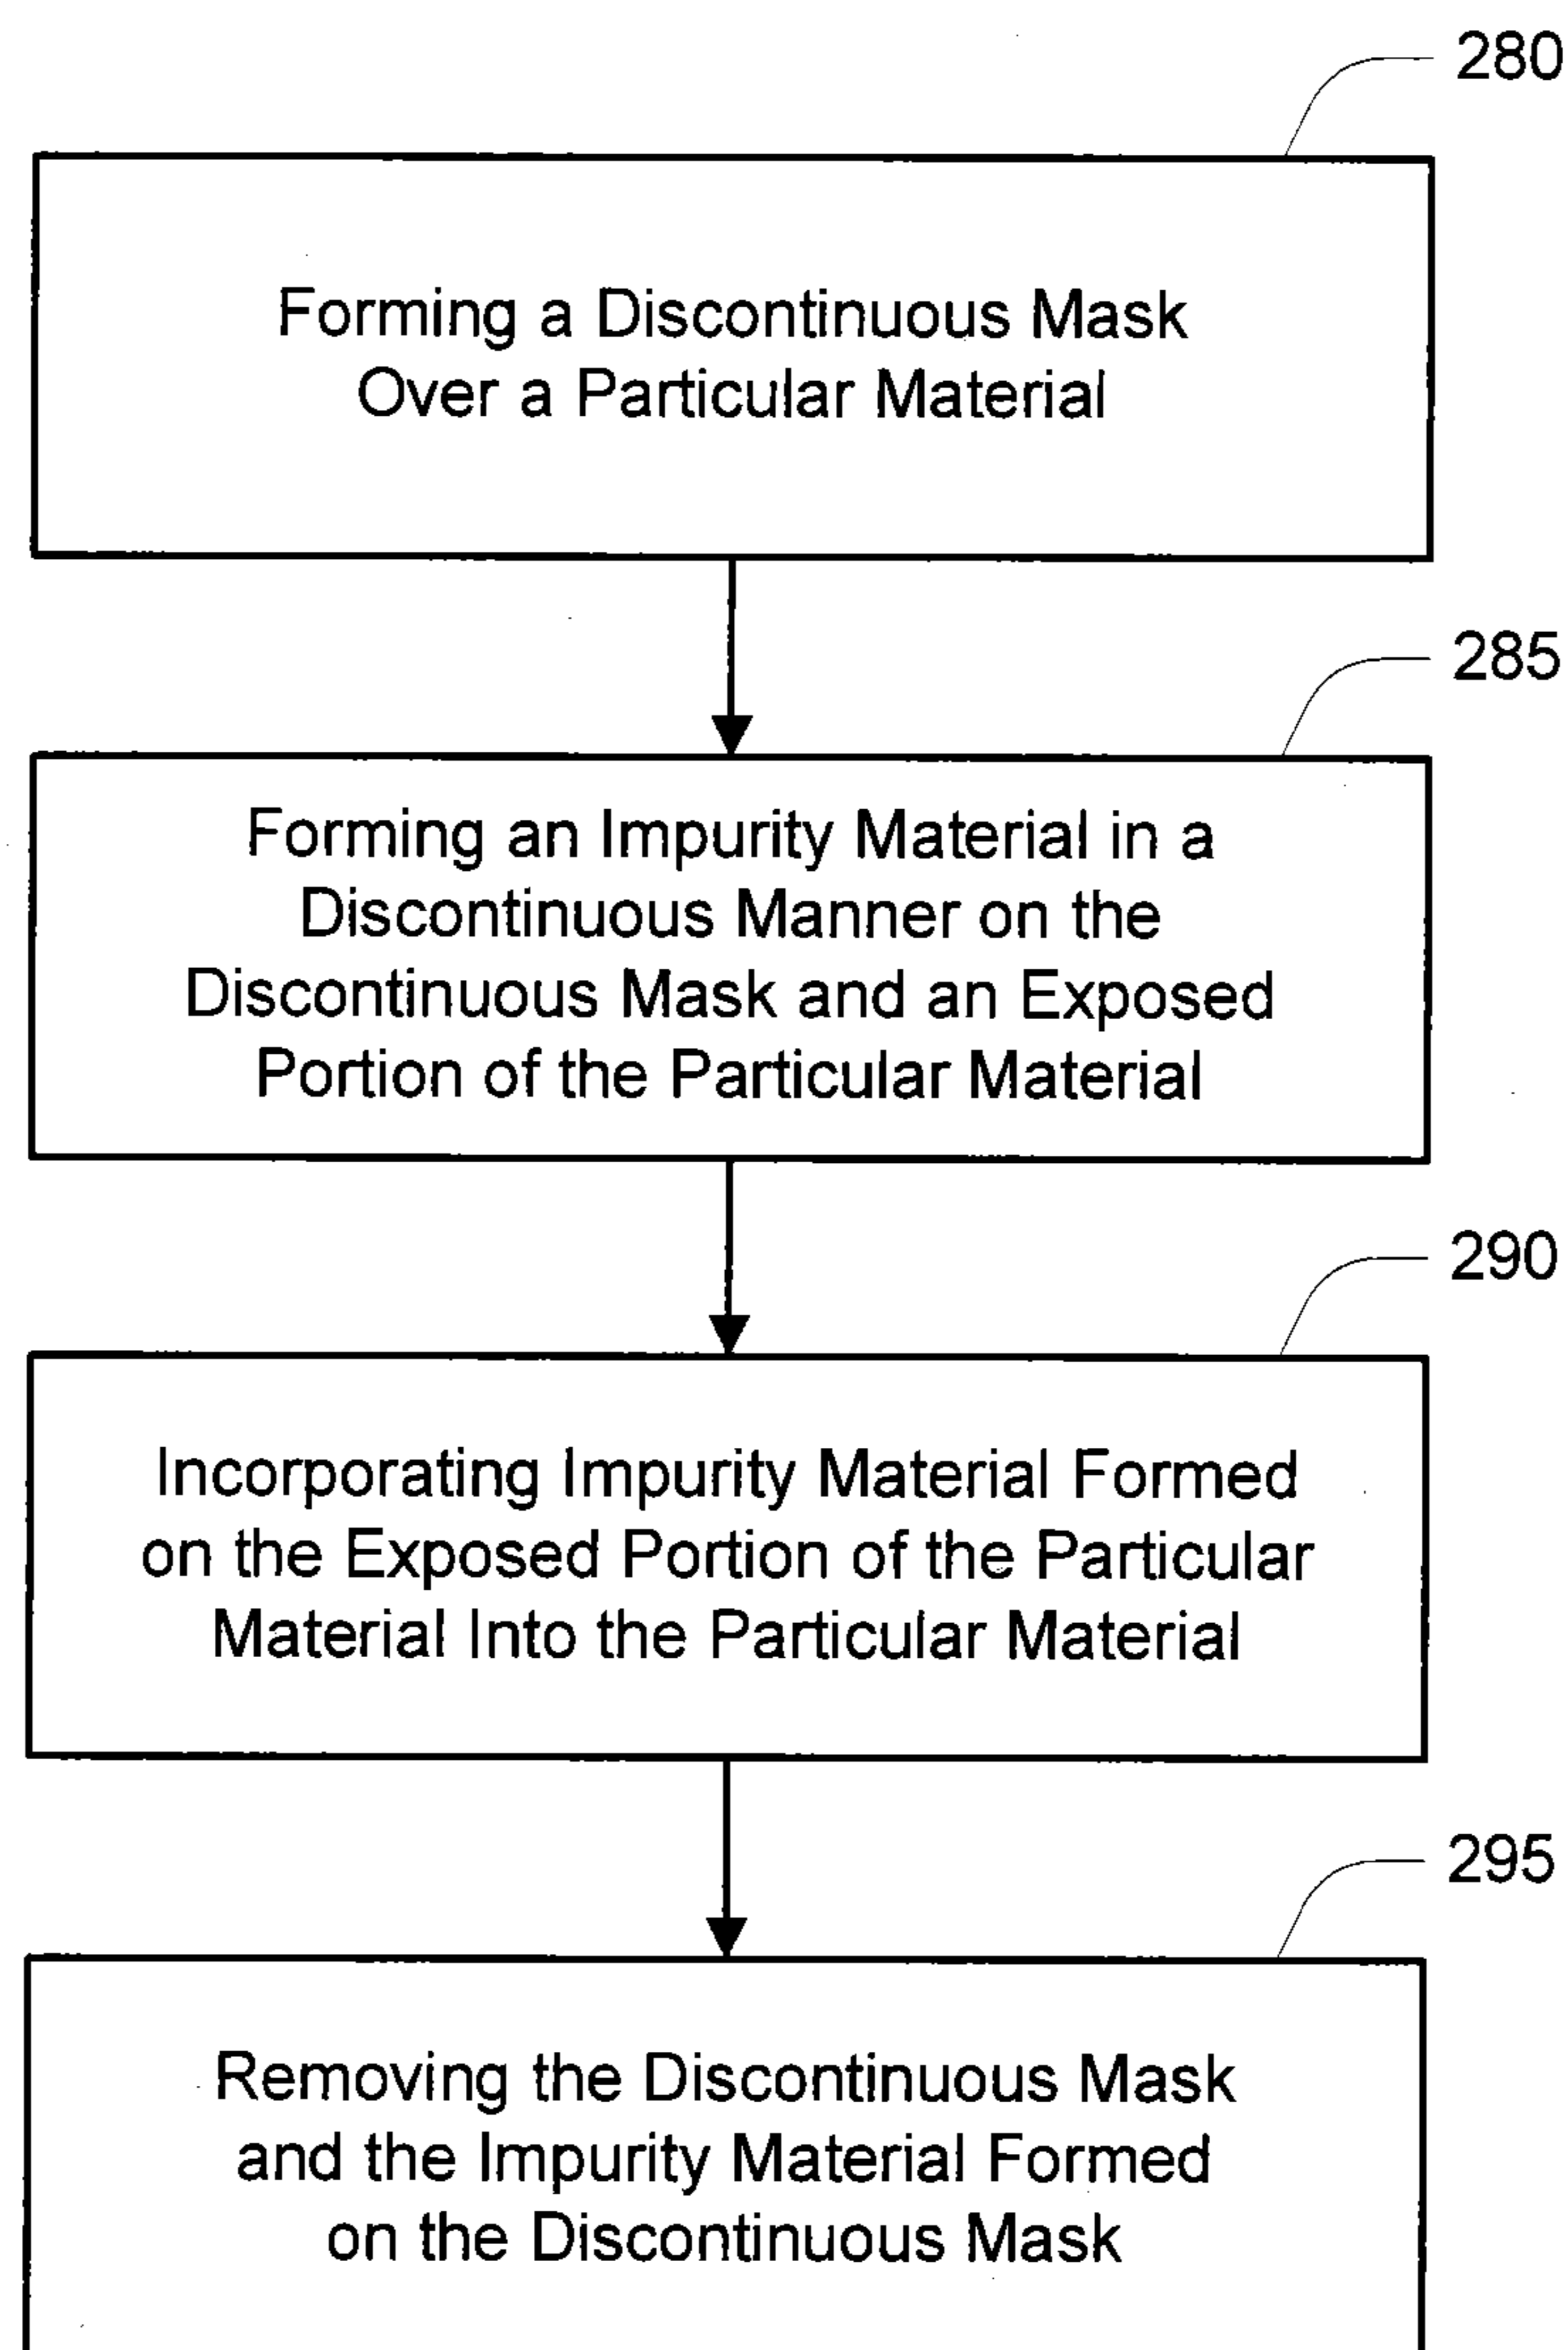 280
Forming a Discontinuous Mask
Over a Particular Material
285
Forming an Impurity Material in a
Discontinuous Manner on the
Discontinuous Mask and an Exposed
Portion of the Particular Material
290
Incorporating Impurity Material Formed
on the Exposed Portion of the Particular
Material Into the Particular Material
295
Removing the Discontinuous Mask
and the Impurity Material Formed
on the Discontinuous Mask